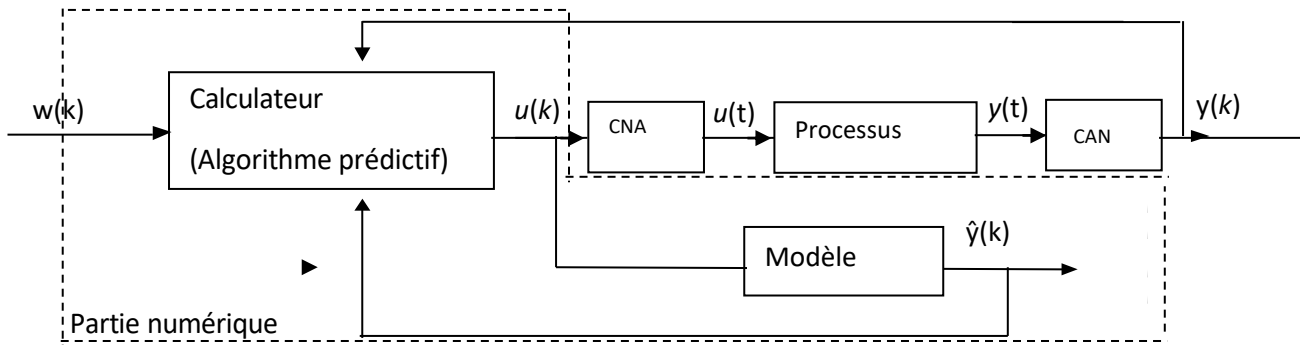 w(k)
Calculateur
(Algorithme prédictif)
u(k)
CNA
u(t)
Processus
y(t)
CAN
y(k)
Modèle
ŷ(k)
Partie numérique